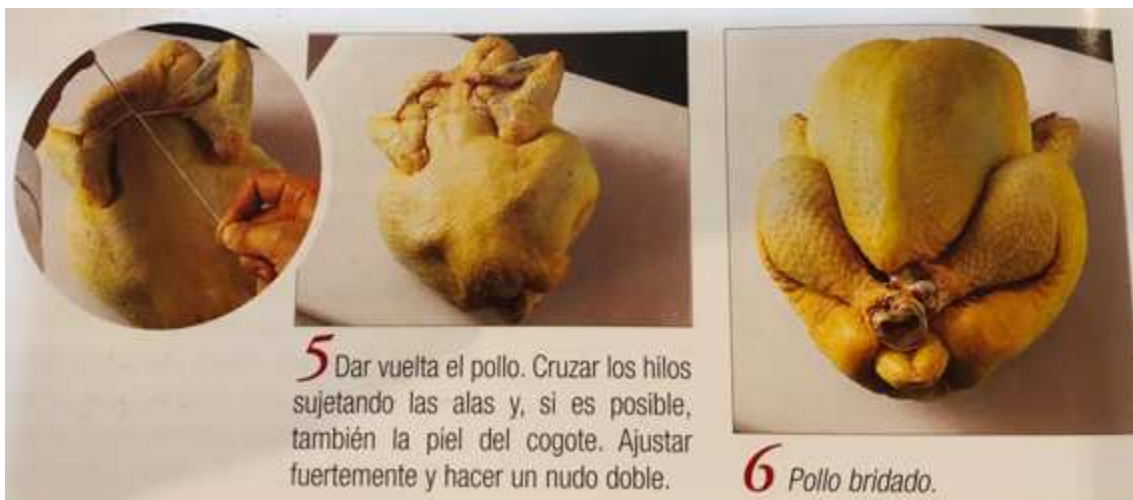 5 Dar vuelta el pollo. Cruzar los hilos
sujetando las alas y, si es posible,
también la piel del cogote. Ajustar
fuertemente y hacer un nudo doble.
6 Pollo bridado.